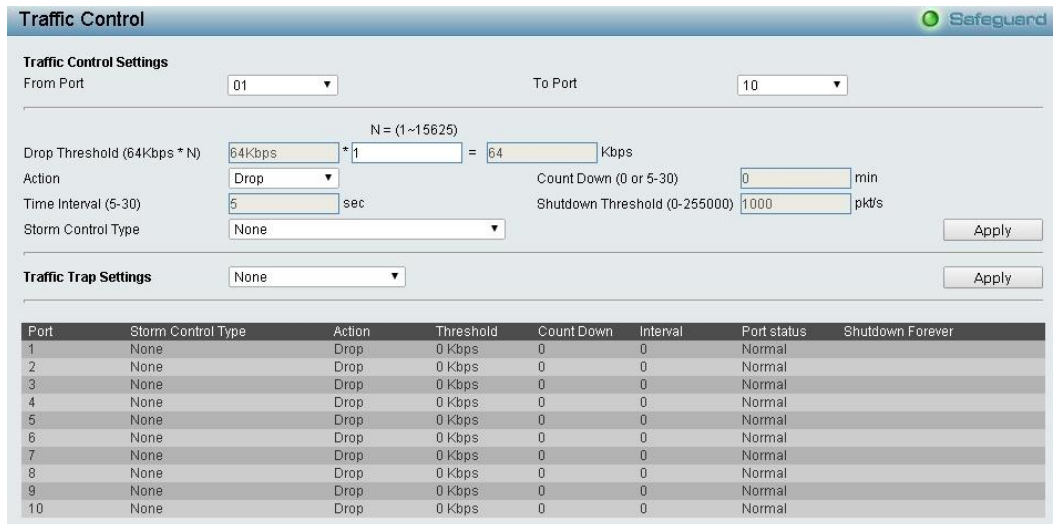 Traffic Control
Safeguard
Traffic Control Settings
From Port 01 To Port 10
N = (1~15625)
Drop Threshold (64Kbps * N) 64Kbps * 1 = 64 Kbps
Action Drop Count Down (0 or 5-30) 0 min
Time Interval (5-30) 5 sec Shutdown Threshold (0-255000) 1000 pkt/s
Storm Control Type None Apply
Traffic Trap Settings None Apply
Port Storm Control Type Action Threshold Count Down Interval Port status Shutdown Forever
1 None Drop 0 Kbps 0 0 Normal
2 None Drop 0 Kbps 0 0 Normal
3 None Drop 0 Kbps 0 0 Normal
4 None Drop 0 Kbps 0 0 Normal
5 None Drop 0 Kbps 0 0 Normal
6 None Drop 0 Kbps 0 0 Normal
7 None Drop 0 Kbps 0 0 Normal
8 None Drop 0 Kbps 0 0 Normal
9 None Drop 0 Kbps 0 0 Normal
10 None Drop 0 Kbps 0 0 Normal